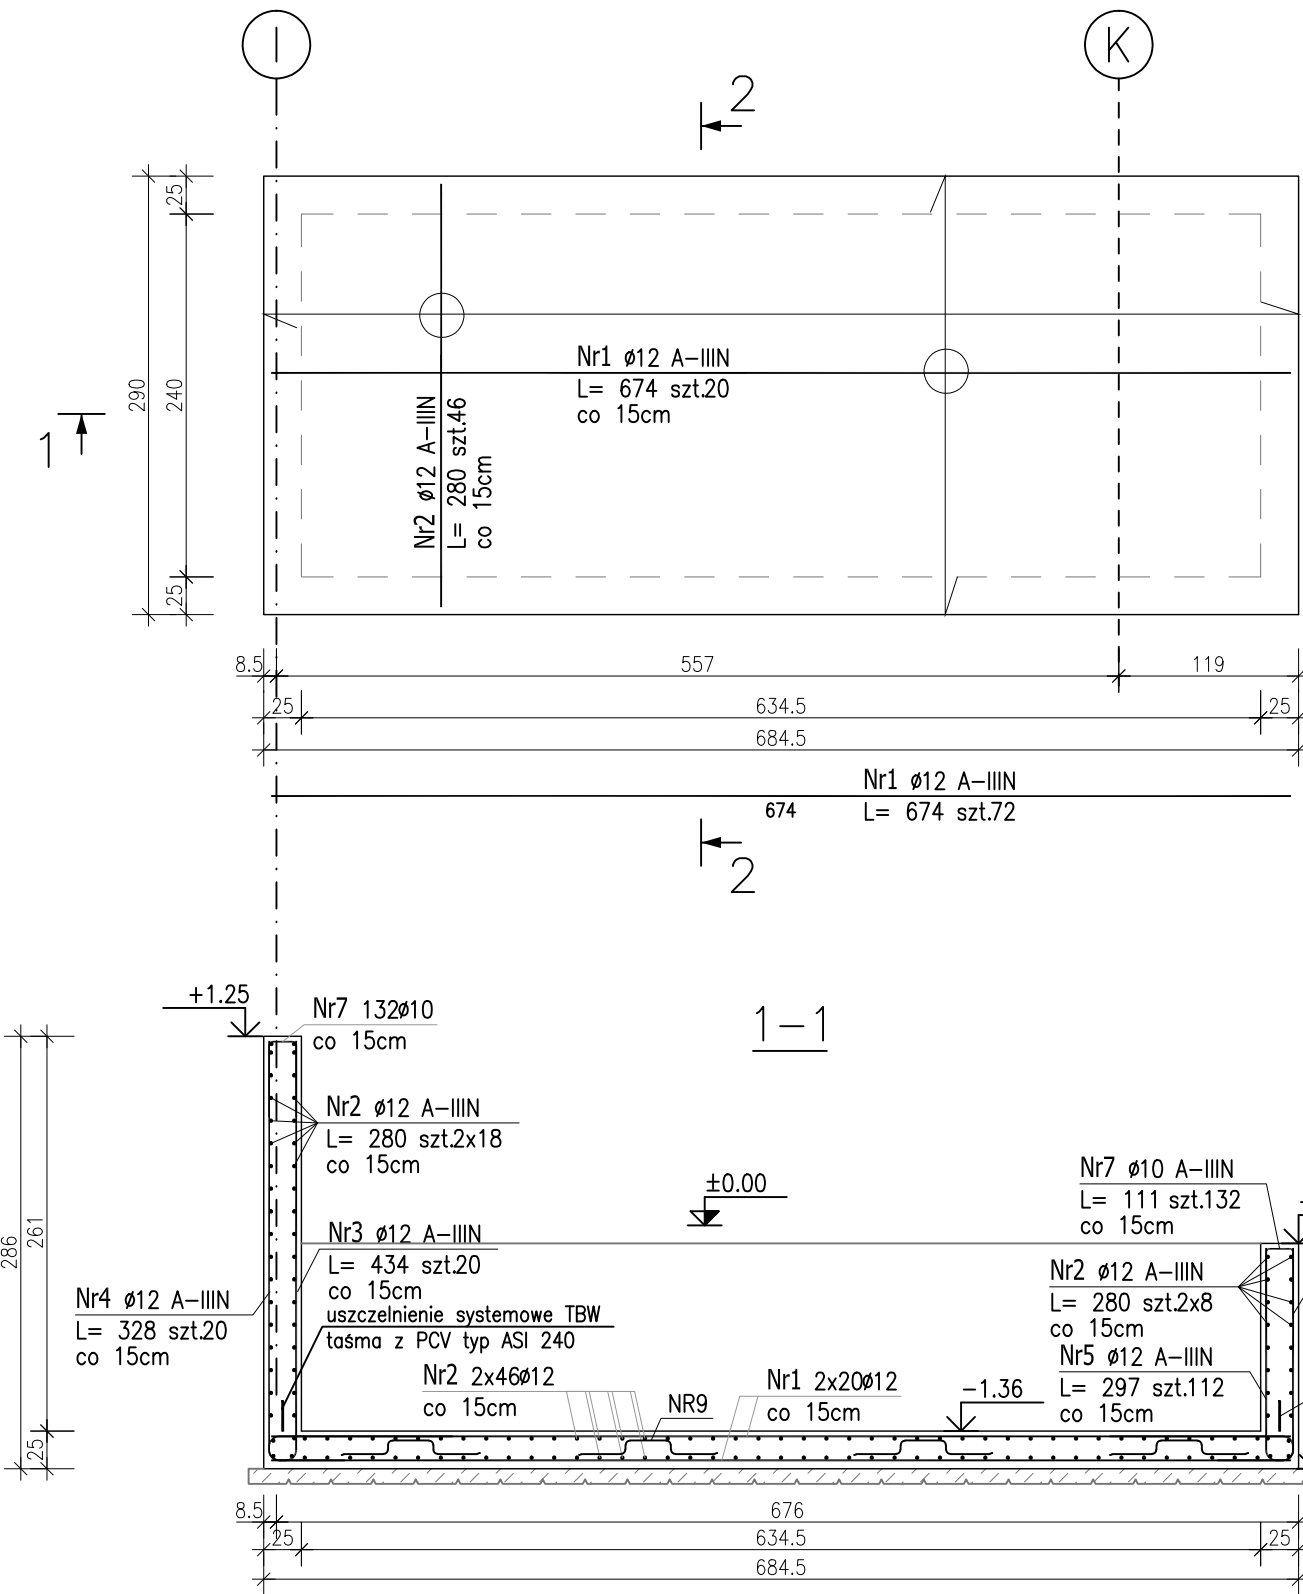 I
K
2
25
290
240
25
1
Nr1 ø12 A-IIIN
L= 674 szt.20
co 15cm
Nr2 ø12 A-IIIN
L= 280 szt.46
co 15cm
8.5
557
119
25
634.5
25
684.5
Nr1 ø12 A-IIIN
674
L= 674 szt.72
2
1-1
+1.25
Nr7 132ø10
co 15cm
Nr2 ø12 A-IIIN
L= 280 szt.2x18
co 15cm
±0.00
Nr7 ø10 A-IIIN
L= 111 szt.132
co 15cm
286
261
25
Nr3 ø12 A-IIIN
L= 434 szt.20
co 15cm
Nr4 ø12 A-IIIN
L= 328 szt.20
co 15cm
uszczelnienie systemowe TBW
taśma z PCV typ ASI 240
Nr2 ø12 A-IIIN
L= 280 szt.2x8
co 15cm
Nr5 ø12 A-IIIN
L= 297 szt.112
co 15cm
Nr2 2x46ø12
co 15cm
NR9
Nr1 2x20ø12
co 15cm
-1.36
8.5
676
25
634.5
25
684.5